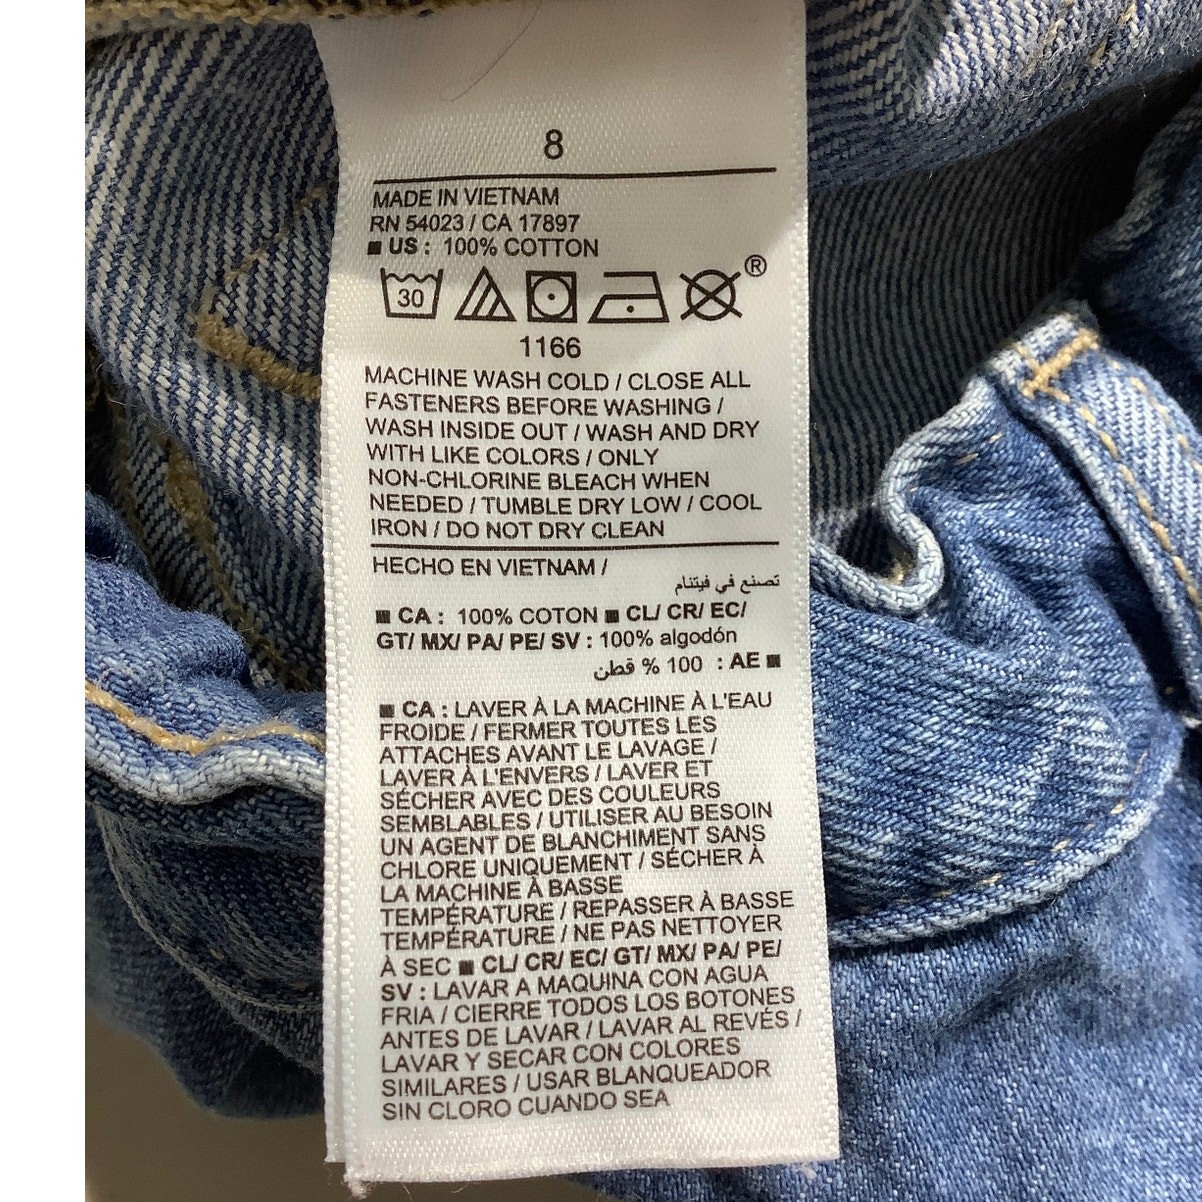 8
MADE IN VIETNAM
RN 54023 / CA 17897
■ US : 100% COTTON
30
®
1166
MACHINE WASH COLD / CLOSE ALL
FASTENERS BEFORE WASHING /
WASH INSIDE OUT / WASH AND DRY
WITH LIKE COLORS / ONLY
NON-CHLORINE BLEACH WHEN
NEEDED / TUMBLE DRY LOW / COOL
IRON / DO NOT DRY CLEAN
HECHO EN VIETNAM /
تصنع في فيتنام
■ CA : 100% COTON ■ CL/ CR/ EC/
GT/ MX/ PA/ PE/ SV : 100% algodón
■ AE : 100 % قطن
■ CA : LAVER À LA MACHINE À L'EAU
FROIDE / FERMER TOUTES LES
ATTACHES AVANT LE LAVAGE /
LAVER À L'ENVERS / LAVER ET
SÉCHER AVEC DES COULEURS
SEMBLABLES / UTILISER AU BESOIN
UN AGENT DE BLANCHIMENT SANS
CHLORE UNIQUEMENT / SÉCHER À
LA MACHINE À BASSE
TEMPÉRATURE / REPASSER À BASSE
TEMPÉRATURE / NE PAS NETTOYER
À SEC ■ CL/ CR/ EC/ GT/ MX/ PA/ PE/
SV : LAVAR A MAQUINA CON AGUA
FRIA / CIERRE TODOS LOS BOTONES
ANTES DE LAVAR / LAVAR AL REVÉS /
LAVAR Y SECAR CON COLORES
SIMILARES / USAR BLANQUEADOR
SIN CLORO CUANDO SEA